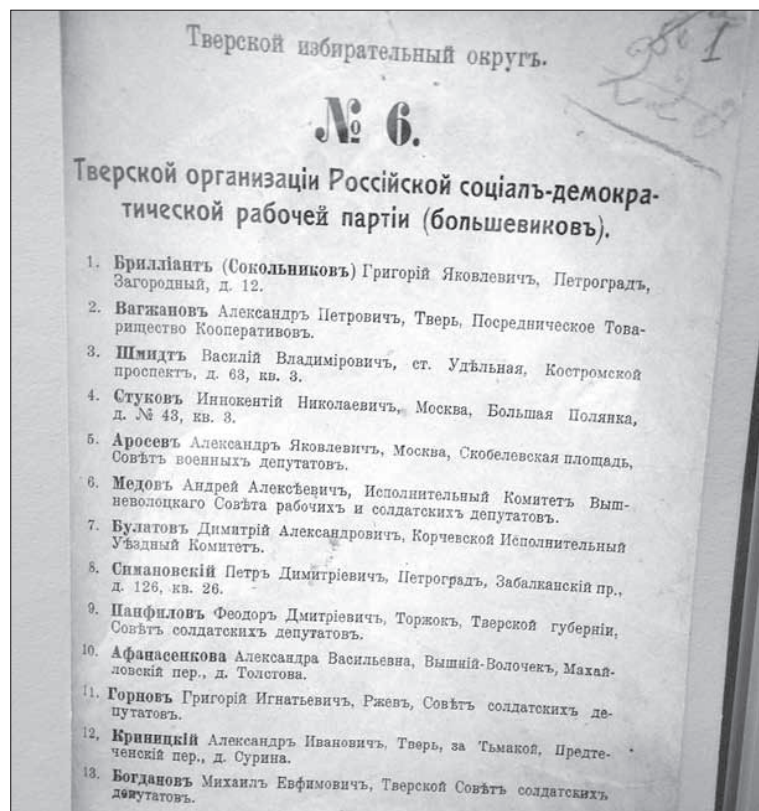 Тверской избирательный округъ.
1
№ 6.
Тверской организаціи Россійской соціалъ-демокра-
тической рабочей партіи (большевиковъ).
1. Брилліантъ (Сокольниковъ) Григорій Яковлевичъ, Петроградъ,
Загородный, д. 12.
2. Вагжановъ Александръ Петровичъ, Тверь, Посредническое Това-
рищество Кооперативовъ.
3. Шмидтъ Василій Владиміровичъ, ст. Удѣльная, Костромской
проспектъ, д. 63, кв. 3.
4. Стуковъ Иннокентій Николаевичъ, Москва, Большая Полянка,
д. № 43, кв. 3.
5. Аросевъ Александръ Яковлевичъ, Москва, Скобелевская площадь,
Совѣтъ военныхъ депутатовъ.
6. Медовъ Андрей Алексѣевичъ, Исполнительный Комитетъ Выш-
неволоцкаго Совѣта рабочихъ и солдатскихъ депутатовъ.
7. Булатовъ Димитрій Александровичъ, Корчевской Исполнительный
Уѣздный Комитетъ.
8. Симановскій Петръ Димитріевичъ, Петроградъ, Забалканскій пр.,
д. 126, кв. 26.
9. Панфиловъ Феодоръ Дмитріевичъ, Торжокъ, Тверской губерніи,
Совѣтъ солдатскихъ депутатовъ.
10. Афанасенкова Александра Васильевна, Вышній-Волочекъ, Махай-
ловскій пер., д. Толстова.
11. Горновъ Григорій Игнатьевичъ, Ржевъ, Совѣтъ солдатскихъ де-
путатовъ.
12, Криницкій Александръ Ивановичъ, Тверь, за Тьмакой, Предте-
ченскій пер., д. Сурина.
13. Богдановъ Михаилъ Евфимовичъ, Тверской Совѣтъ солдатскихъ
депутатовъ.